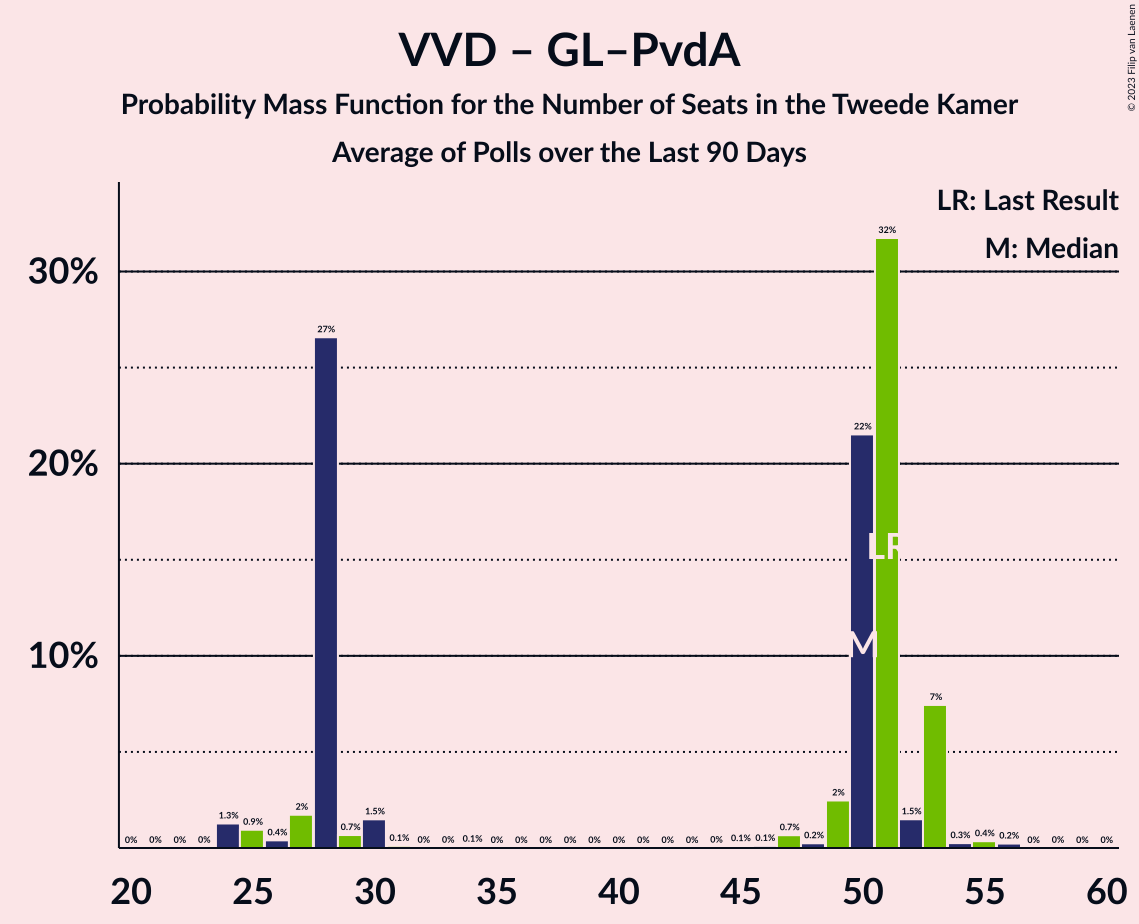 VVD – GL–PvdA
Probability Mass Function for the Number of Seats in the Tweede Kamer
Average of Polls over the Last 90 Days
© 2023 Filip van Laenen
LR: Last Result
M: Median
30%
20%
10%
0% 0% 0% 0% 1.3% 0.9% 0.4% 2% 27% 0.7% 1.5% 0.1% 0% 0% 0.1% 0% 0% 0% 0% 0% 0% 0% 0% 0% 0% 0.1% 0.1% 0.7% 0.2% 2% 22% 32% 1.5% 7% 0.3% 0.4% 0.2% 0% 0% 0% 0%
LR
M
20 25 30 35 40 45 50 55 60